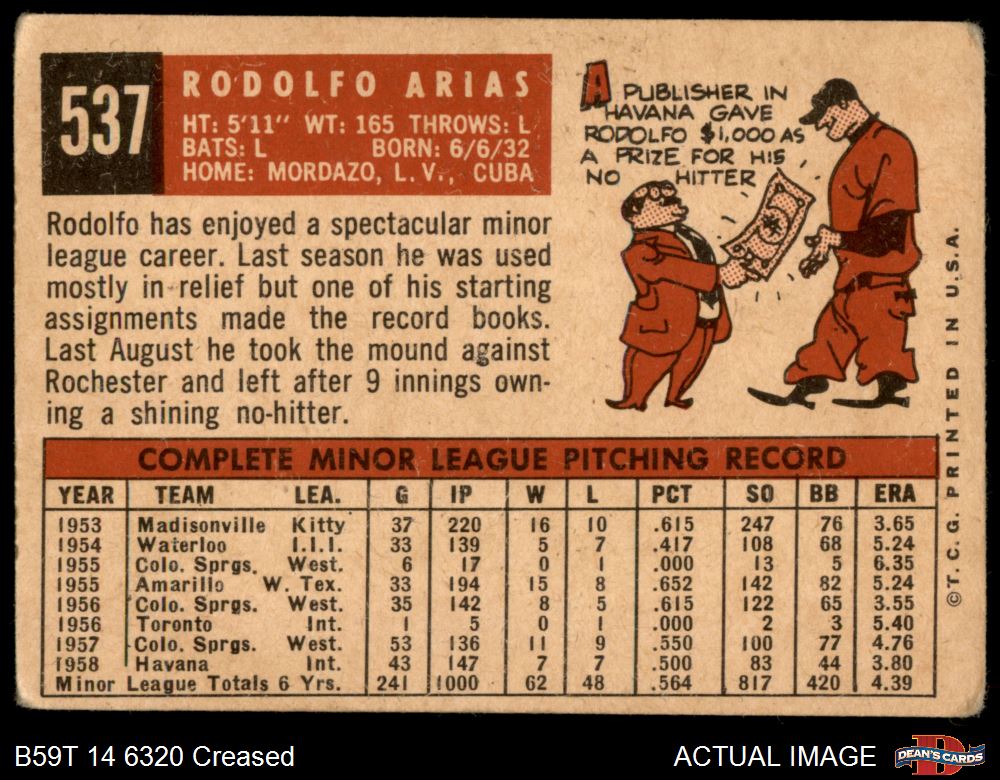 537
RODOLFO ARIAS
HT: 5'11" WT: 165 THROWS: L
BATS: L BORN: 6/6/32
HOME: MORDAZO, L. V., CUBA
Rodolfo has enjoyed a spectacular minor
league career. Last season he was used
mostly in relief but one of his starting
assignments made the record books.
Last August he took the mound against
Rochester and left after 9 innings own-
ing a shining no-hitter.
A PUBLISHER IN
HAVANA GAVE
RODOLFO $1,000 AS
A PRIZE FOR HIS
NO HITTER
$
COMPLETE MINOR LEAGUE PITCHING RECORD
YEAR TEAM LEA. G IP W L PCT SO BB ERA
1953 Madisonville Kitty 37 220 16 10 .615 247 76 3.65
1954 Waterloo I.I.I. 33 139 5 7 .417 108 68 5.24
1955 Colo. Sprgs. West. 6 17 0 1 .000 13 5 6.35
1955 Amarillo W. Tex. 33 194 15 8 .652 142 82 5.24
1956 Colo. Sprgs. West. 35 142 8 5 .615 122 65 3.55
1956 Toronto Int. 1 5 0 1 .000 2 3 5.40
1957 Colo. Sprgs. West. 53 136 11 9 .550 100 77 4.76
1958 Havana Int. 43 147 7 7 .500 83 44 3.80
Minor League Totals 6 Yrs. 241 1000 62 48 .564 817 420 4.39
© T. C. G. PRINTED IN U.S.A.
B59T 14 6320 Creased
ACTUAL IMAGE
D
DEAN'S CARDS